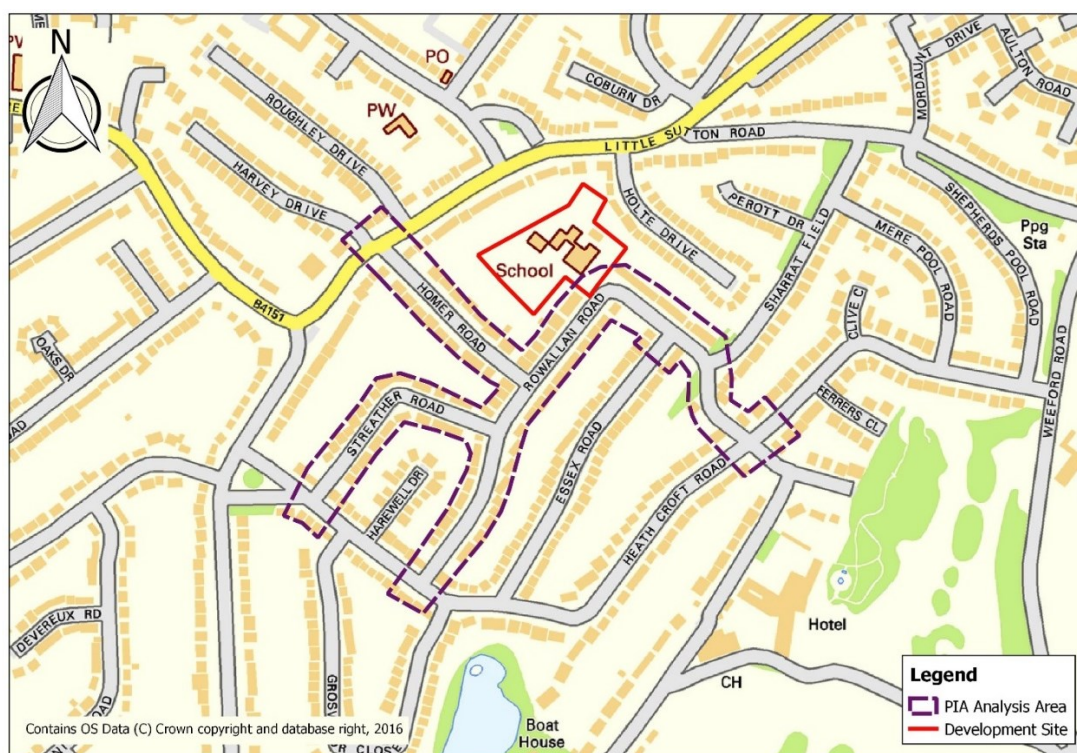 N
PO
PW
COBURN DR
MORDAUNT DRIVE
AULTON ROAD
ROUGHLEY DRIVE
LITTLE SUTTON ROAD
HARVEY DRIVE
HOLTE DRIVE
PEROTT DR
SHEPHERDS POOL ROAD
MERE POOL ROAD
Ppg
Sta
School
SHARRAT FIELD
HOMER ROAD
B4151
ROWALLAN ROAD
CLIVE C
OAKS DR
FERRERS CL
WEEFORD ROAD
STREATHER ROAD
ESSEX ROAD
HAREWELL DR
HEATH CROFT ROAD
DEVEREUX RD
Hotel
CH
GROSV
R CLOSE
Boat
House
Legend
PIA Analysis Area
Development Site
Contains OS Data (C) Crown copyright and database right, 2016